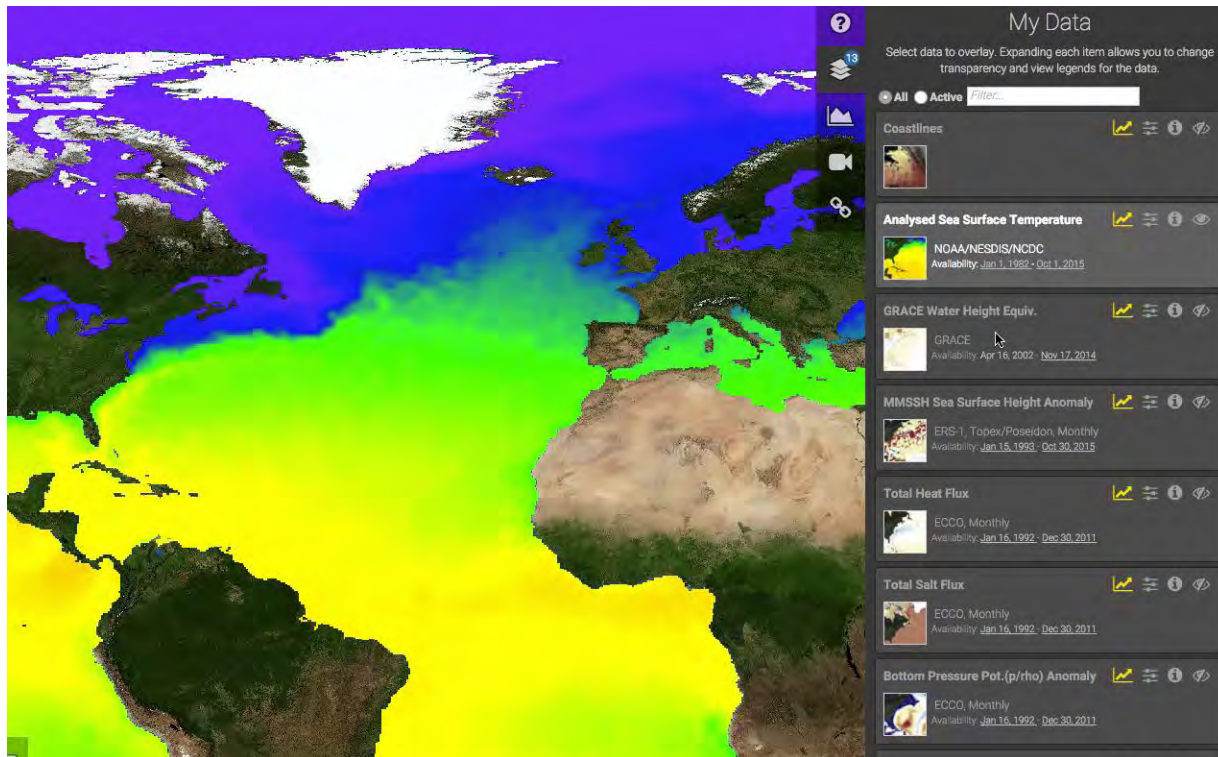 My Data
Select data to overlay. Expanding each item allows you to change
transparency and view legends for the data.
13
All Active Filter...
Coastlines
Analysed Sea Surface Temperature
NOAA/NESDIS/NCDC
Availability: Jan 1, 1982 - Oct 1, 2015
GRACE Water Height Equiv.
GRACE
Availability: Apr 16, 2002 - Nov 17, 2014
MMSSH Sea Surface Height Anomaly
ERS-1, Topex/Poseidon, Monthly
Availability: Jan 15, 1993 - Oct 30, 2015
Total Heat Flux
ECCO, Monthly
Availability: Jan 16, 1992 - Dec 30, 2011
Total Salt Flux
ECCO, Monthly
Availability: Jan 16, 1992 - Dec 30, 2011
Bottom Pressure Pot.(p/rho) Anomaly
ECCO, Monthly
Availability: Jan 16, 1992 - Dec 30, 2011